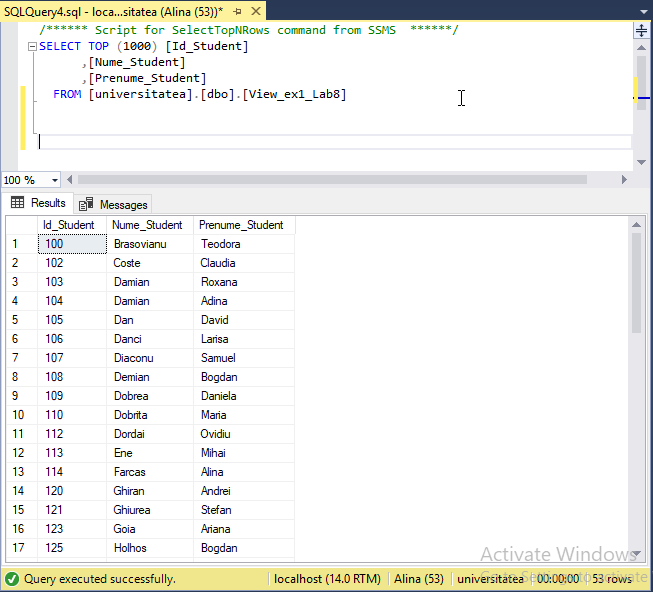 SQLQuery4.sql - loca...sitatea (Alina (53))*
/****** Script for SelectTopNRows command from SSMS ******/
SELECT TOP (1000) [Id_Student]
,[Nume_Student]
,[Prenume_Student]
FROM [universitatea].[dbo].[View_ex1_Lab8]
100 %
Results Messages
Id_Student Nume_Student Prenume_Student
1 100 Brasovianu Teodora
2 102 Coste Claudia
3 103 Damian Roxana
4 104 Damian Adina
5 105 Dan David
6 106 Danci Larisa
7 107 Diaconu Samuel
8 108 Demian Bogdan
9 109 Dobrea Daniela
10 110 Dobrita Maria
11 112 Dordai Ovidiu
12 113 Ene Mihai
13 114 Farcas Alina
14 120 Ghiran Andrei
15 121 Ghiurea Stefan
16 123 Goia Ariana
17 125 Holhos Bogdan
Activate Windows
Go to Settings to activate
Query executed successfully. localhost (14.0 RTM) Alina (53) universitatea 00:00:00 53 rows